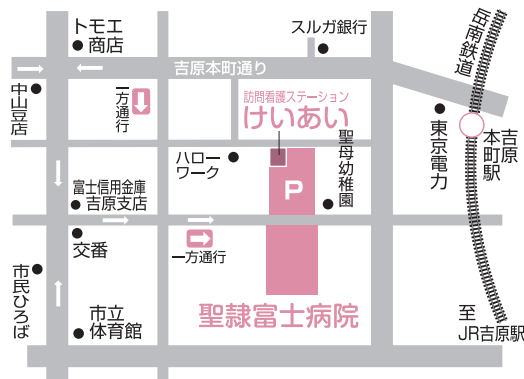 トモエ
商店
スルガ銀行
岳南鉄道
吉原本町通り
中山豆店
一方通行
訪問看護ステーション
けいあい
聖母幼稚園
東京電力
吉原
本町駅
ハロー
ワーク
P
富士信用金庫
吉原支店
交番
一方通行
市民ひろば
市立
体育館
聖隷富士病院
至
JR吉原駅